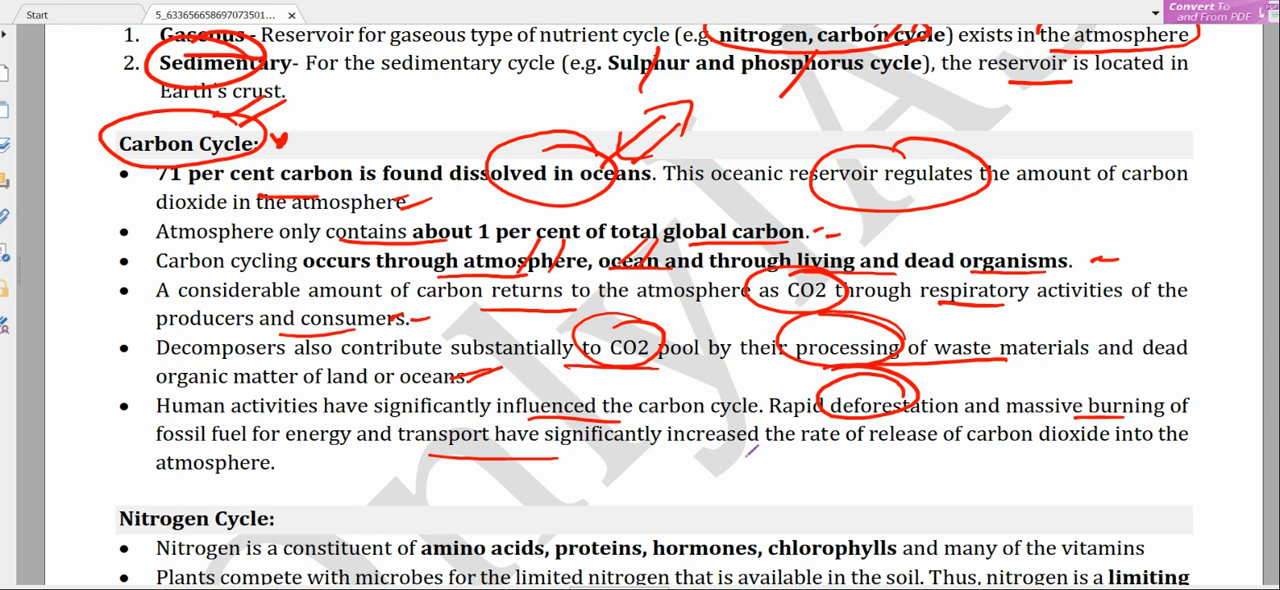 Start
5_633656658697073501...
Convert To
and From PDF
1. Gaseous - Reservoir for gaseous type of nutrient cycle (e.g. nitrogen, carbon cycle) exists in the atmosphere
2. Sedimentary- For the sedimentary cycle (e.g. Sulphur and phosphorus cycle), the reservoir is located in
Earth's crust.
Carbon Cycle:
• 71 per cent carbon is found dissolved in oceans. This oceanic reservoir regulates the amount of carbon
dioxide in the atmosphere
• Atmosphere only contains about 1 per cent of total global carbon.
• Carbon cycling occurs through atmosphere, ocean and through living and dead organisms.
• A considerable amount of carbon returns to the atmosphere as CO2 through respiratory activities of the
producers and consumers.
• Decomposers also contribute substantially to CO2 pool by their processing of waste materials and dead
organic matter of land or oceans.
• Human activities have significantly influenced the carbon cycle. Rapid deforestation and massive burning of
fossil fuel for energy and transport have significantly increased the rate of release of carbon dioxide into the
atmosphere.
Nitrogen Cycle:
• Nitrogen is a constituent of amino acids, proteins, hormones, chlorophylls and many of the vitamins
• Plants compete with microbes for the limited nitrogen that is available in the soil. Thus, nitrogen is a limiting